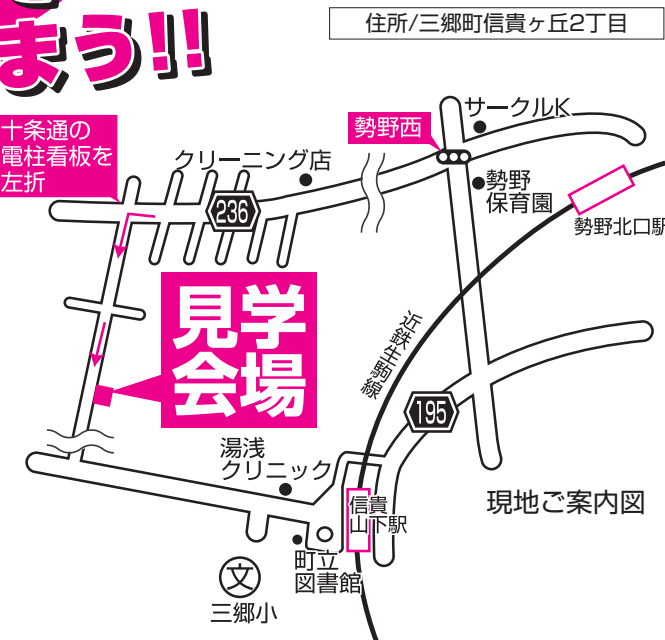 まう!!
住所/三郷町信貴ヶ丘2丁目
十条通の
電柱看板を
左折
クリーニング店
勢野西
サークルK
勢野
保育園
勢野北口駅
236
見学
会場
近鉄生駒線
195
湯浅
クリニック
信貴
山下駅
現地ご案内図
町立
図書館
文
三郷小